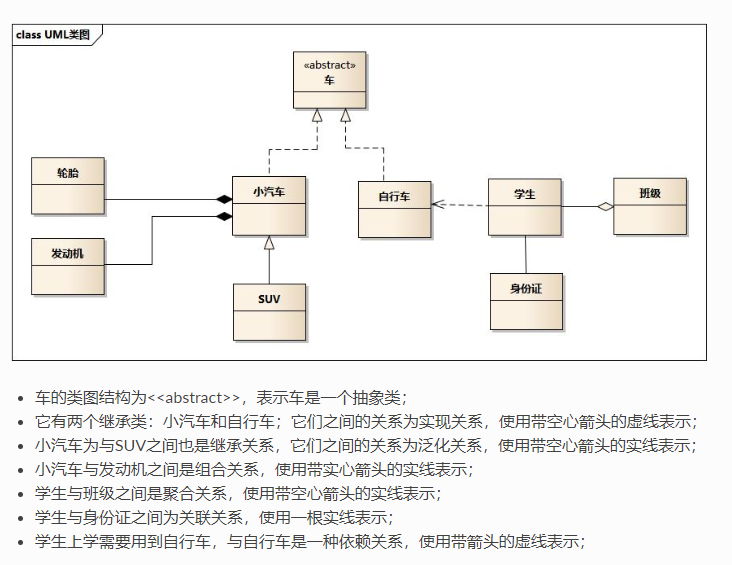 class UML类图
«abstract»
车
轮胎
小汽车
自行车
学生
班级
发动机
SUV
身份证
车的类图结构为<<abstract>>，表示车是一个抽象类；
它有两个继承类：小汽车和自行车；它们之间的关系为实现关系，使用带空心箭头的虚线表示；
小汽车为与SUV之间也是继承关系，它们之间的关系为泛化关系，使用带空心箭头的实线表示；
小汽车与发动机之间是组合关系，使用带实心箭头的实线表示；
学生与班级之间是聚合关系，使用带空心箭头的实线表示；
学生与身份证之间为关联关系，使用一根实线表示；
学生上学需要用到自行车，与自行车是一种依赖关系，使用带箭头的虚线表示；